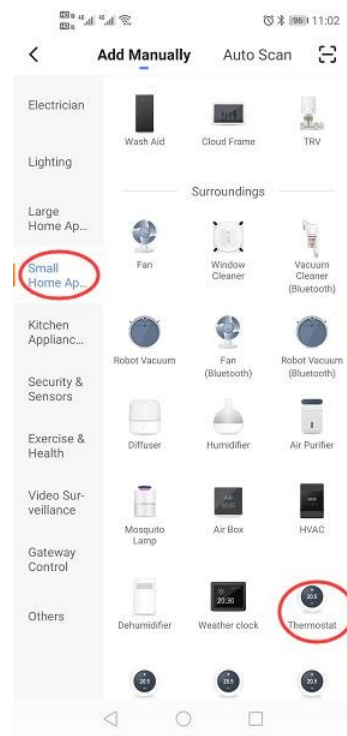 11:02
Add Manually Auto Scan
Electrician
Lighting
Large
Home Ap...
Small
Home Ap...
Kitchen
Applianc...
Security &
Sensors
Exercise &
Health
Video Sur-
veillance
Gateway
Control
Others
Wash Aid Cloud Frame TRV
Surroundings
Fan
Window
Cleaner
Vacuum
Cleaner
(Bluetooth)
Robot Vacuum
Fan
(Bluetooth)
Robot Vacuum
(Bluetooth)
Diffuser Humidifier Air Purifier
Mosquito
Lamp
Air Box
HVAC
20:30
Dehumidifier Weather clock Thermostat